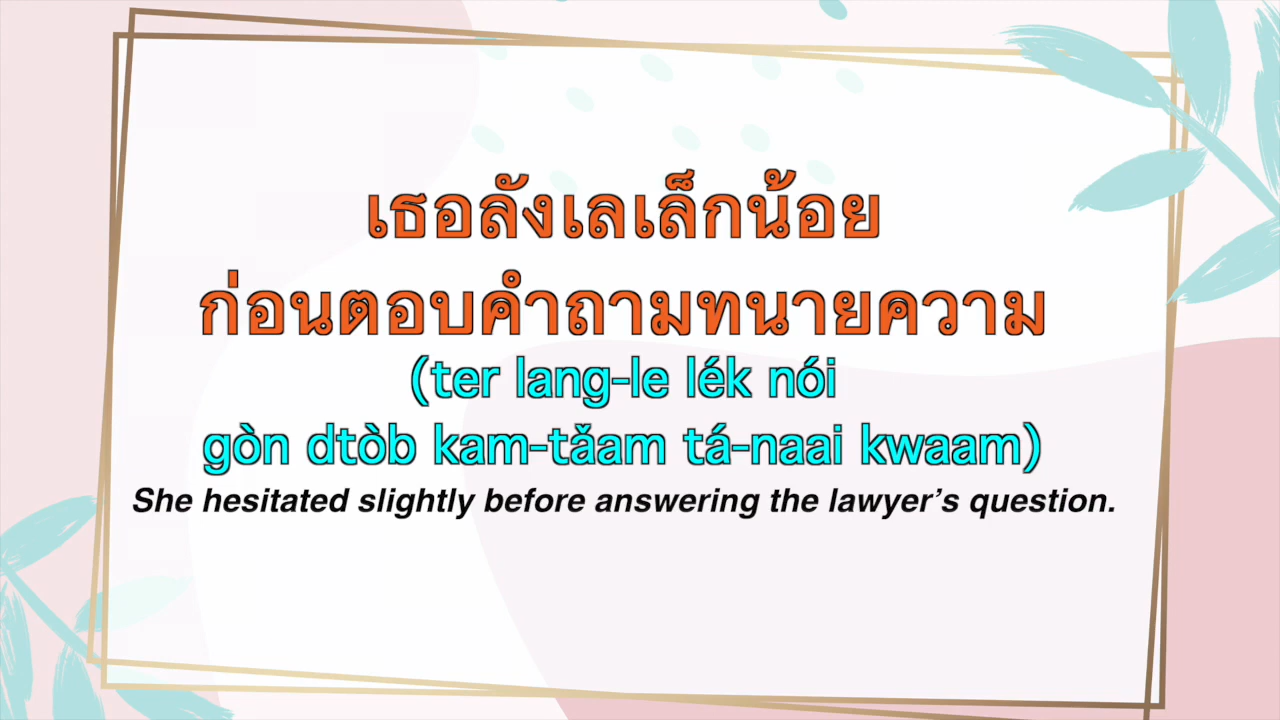 เธอลังเลเล็กน้อย
ก่อนตอบคำถามทนายความ
(ter lang-le lék nói
gòn dtòb kam-tǎam tá-naai kwaam)
She hesitated slightly before answering the lawyer’s question.